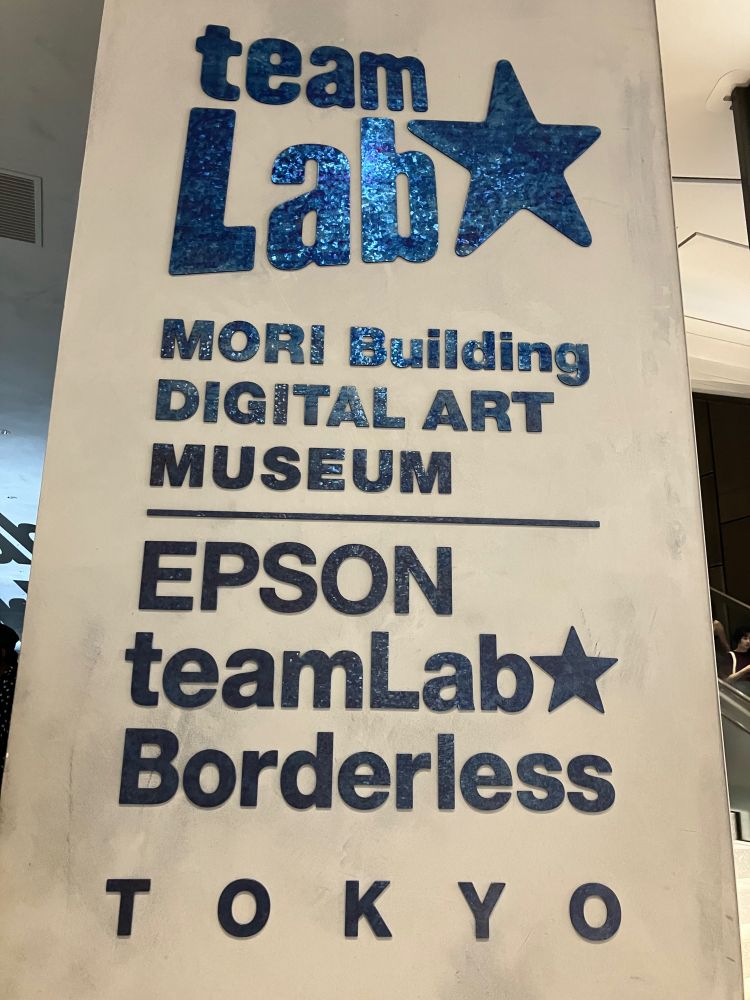 team
Lab★
MORI Building
DIGITAL ART
MUSEUM
EPSON
teamLab★
Borderless
TOKYO